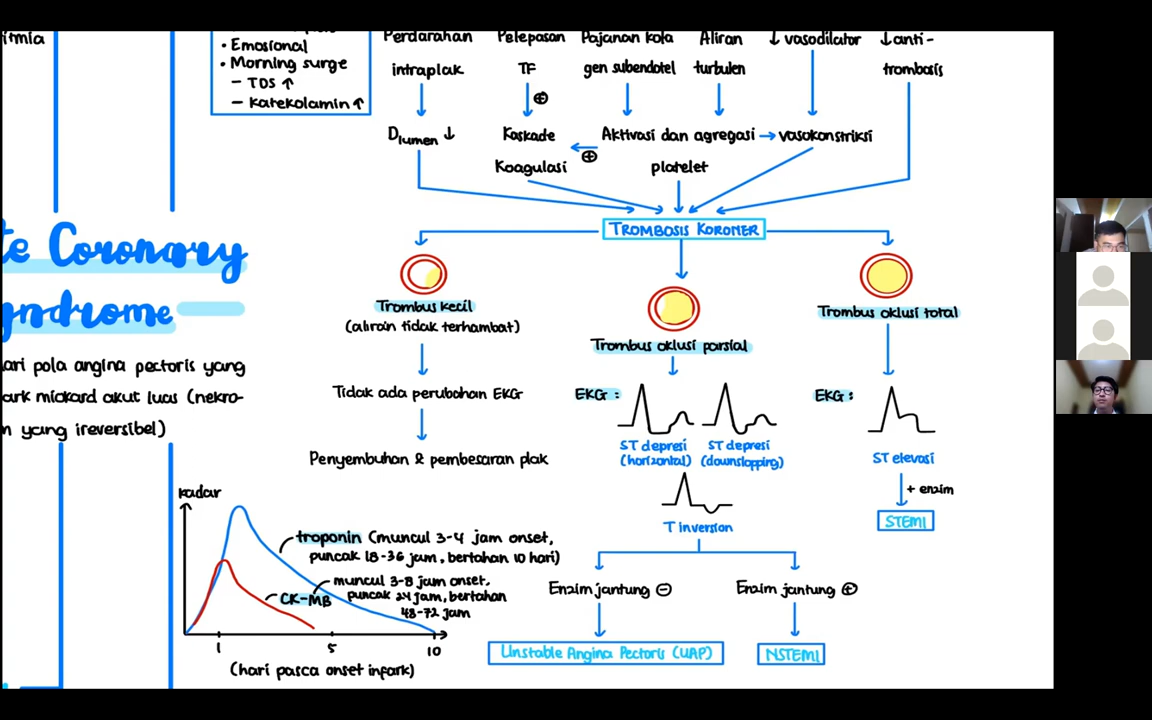 itmia
• Emosional
• Morning surge
– TDS ↑
– Katekolamin ↑
Perdarahan
intraplak
Pelepasan
TF
Pajanan kola
gen subendotel
Aliran
turbulen
↓ vasodilator
↓ anti-
trombosis
⊕
D lumen ↓
Kaskade
Koagulasi
⊕
Aktivasi dan agregasi
platelet
vasokonstriksi
TROMBOSIS KORONER
te Coronary
yndrome
dari pola angina pectoris yang
ark miokard akut luas (nekro-
n yang ireversibel)
Trombus kecil
(alirain tidak terhambat)
Tidak ada perubahan EKG
Penyembuhan & pembesaran plak
Trombus oklusi parsial
EKG :
ST depresi
(horizontal)
ST depresi
(downslopping)
T inversion
Enzim jantung ⊖
Unstable Angina Pectoris (UAP)
Enzim jantung ⊕
NSTEMI
Trombus oklusi total
EKG :
ST elevasi
+ enzim
STEMI
Kadar
troponin (muncul 3-4 jam onset,
puncak 18-36 jam, bertahan 10 hari)
CK-MB
muncul 3-8 jam onset,
puncak 24 jam, bertahan
48-72 jam
1 5 10
(hari pasca onset infark)